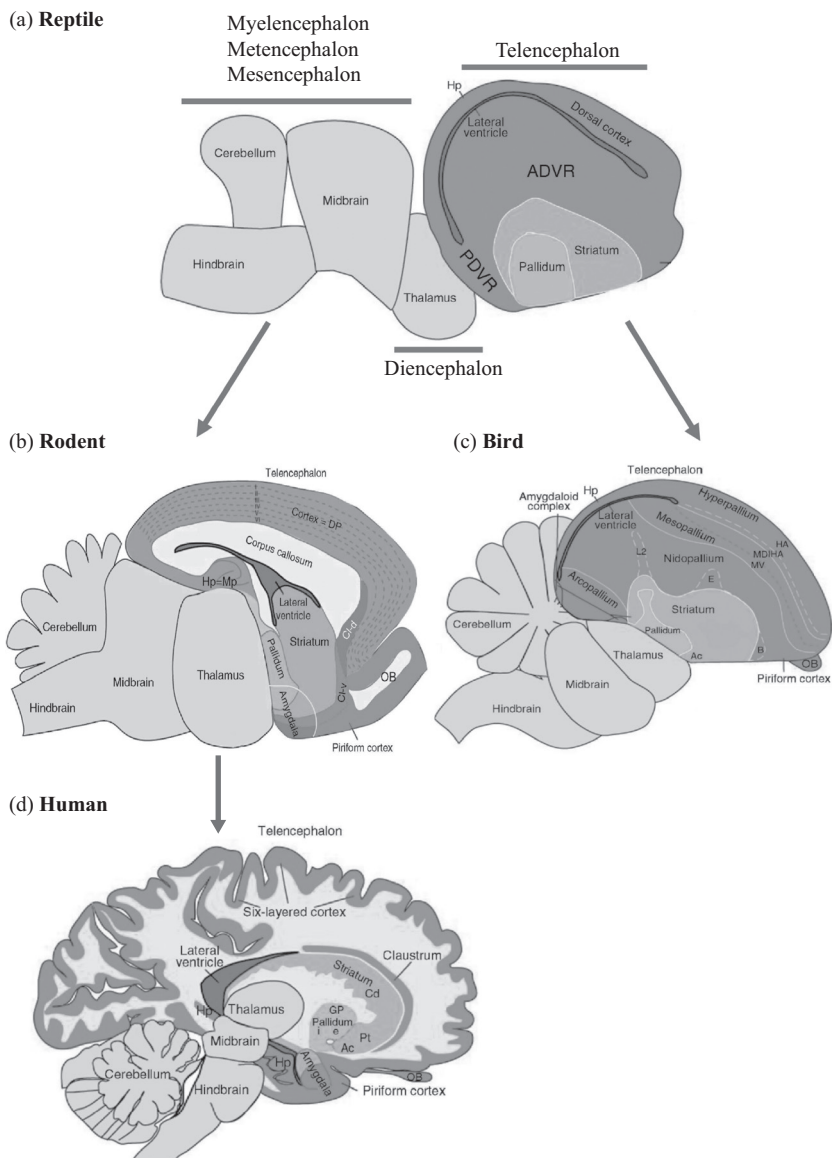 (a) Reptile
Myelencephalon
Metencephalon
Mesencephalon
Telencephalon
Hp
Lateral
ventricle
Dorsal cortex
Cerebellum
Midbrain
ADVR
Hindbrain
PDVR
Striatum
Pallidum
Thalamus
Diencephalon
(b) Rodent
Telencephalon
Cortex = DP
Corpus callosum
Hp=Mp
Lateral
ventricle
Cerebellum
Cl-d
Striatum
Pallidum
Thalamus
Midbrain
Amygdala
Cl-v
OB
Hindbrain
Piriform cortex
(c) Bird
Telencephalon
Amygdaloid
complex
Hp
Lateral
ventricle
Hyperpallium
Mesopallium
HA
MD/HA
MV
L2
Nidopallium
E
Arcopallium
Striatum
Cerebellum
Pallidum
Thalamus
Ac
B
OB
Piriform cortex
Midbrain
Hindbrain
(d) Human
Telencephalon
Six-layered cortex
Lateral
ventricle
Claustrum
Striatum
Cd
Hp
Thalamus
GP
Pallidum
i e
Pt
Ac
Midbrain
Hp
Amygdala
Cerebellum
Hindbrain
OB
Piriform cortex